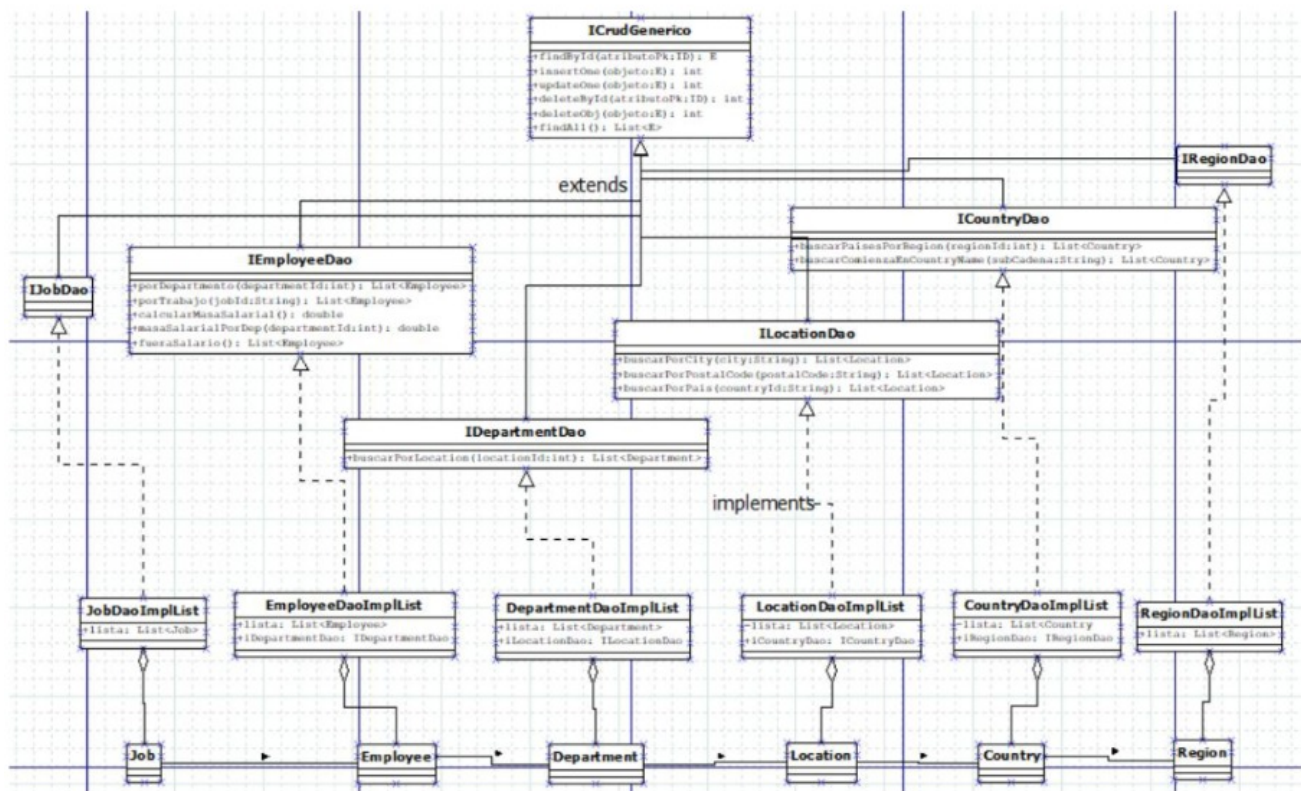 ICrudGenerico
+findById(atributoPk:ID): E
+insertOne(objeto:E): int
+updateOne(objeto:E): int
+deleteById(atributoPk:ID): int
+deleteObj(objeto:E): int
+findAll(): List<E>
extends
IRegionDao
ICountryDao
+buscarPaisesPorRegion(regionId:int): List<Country>
+buscarComienzaEnCountryName(subCadena:String): List<Country>
IEmployeeDao
+porDepartmento(departmentId:int): List<Employee>
+porTrabajo(jobId:String): List<Employee>
+calcularMasaSalarial(): double
+masaSalarialPorDep(departmentId:int): double
+fueraSalario(): List<Employee>
IJobDao
ILocationDao
+buscarPorCity(city:String): List<Location>
+buscarPorPostalCode(postalCode:String): List<Location>
+buscarPorPais(countryId:String): List<Location>
IDepartmentDao
+buscarPorLocation(locationId:int): List<Department>
implements
JobDaoImplList
+lista: List<Job>
EmployeeDaoImplList
+lista: List<Employee>
+iDepartmentDao: IDepartmentDao
DepartmentDaoImplList
+lista: List<Department>
+iLocationDao: ILocationDao
LocationDaoImplList
-lista: List<Location>
+iCountryDao: ICountryDao
CountryDaoImplList
-lista: List<Country
+iRegionDao: IRegionDao
RegionDaoImplList
+lista: List<Region>
Job
Employee
Department
Location
Country
Region